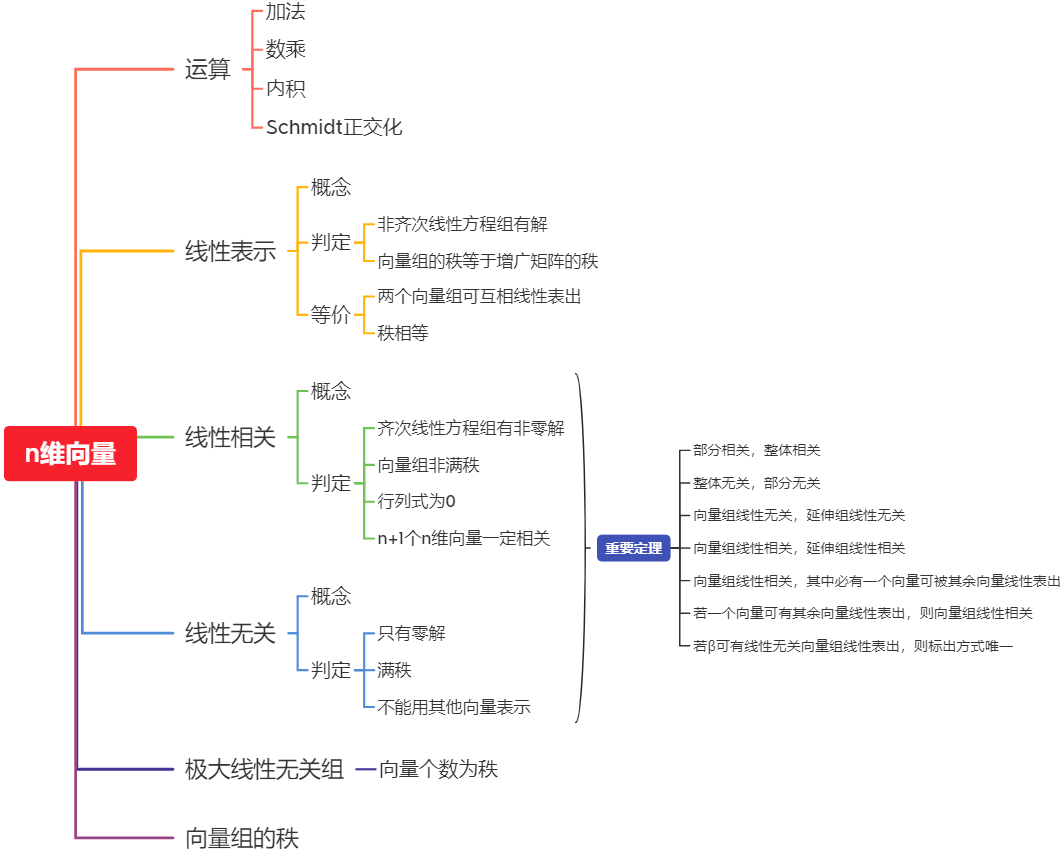 n维向量
运算
加法
数乘
内积
Schmidt正交化
线性表示
概念
判定
非齐次线性方程组有解
向量组的秩等于增广矩阵的秩
等价
两个向量组可互相线性表出
秩相等
线性相关
概念
判定
齐次线性方程组有非零解
向量组非满秩
行列式为0
n+1个n维向量一定相关
线性无关
概念
判定
只有零解
满秩
不能用其他向量表示
重要定理
部分相关，整体相关
整体无关，部分无关
向量组线性无关，延伸组线性无关
向量组线性相关，延伸组线性相关
向量组线性相关，其中必有一个向量可被其余向量线性表出
若一个向量可有其余向量线性表出，则向量组线性相关
若β可有线性无关向量组线性表出，则标出方式唯一
极大线性无关组
向量个数为秩
向量组的秩